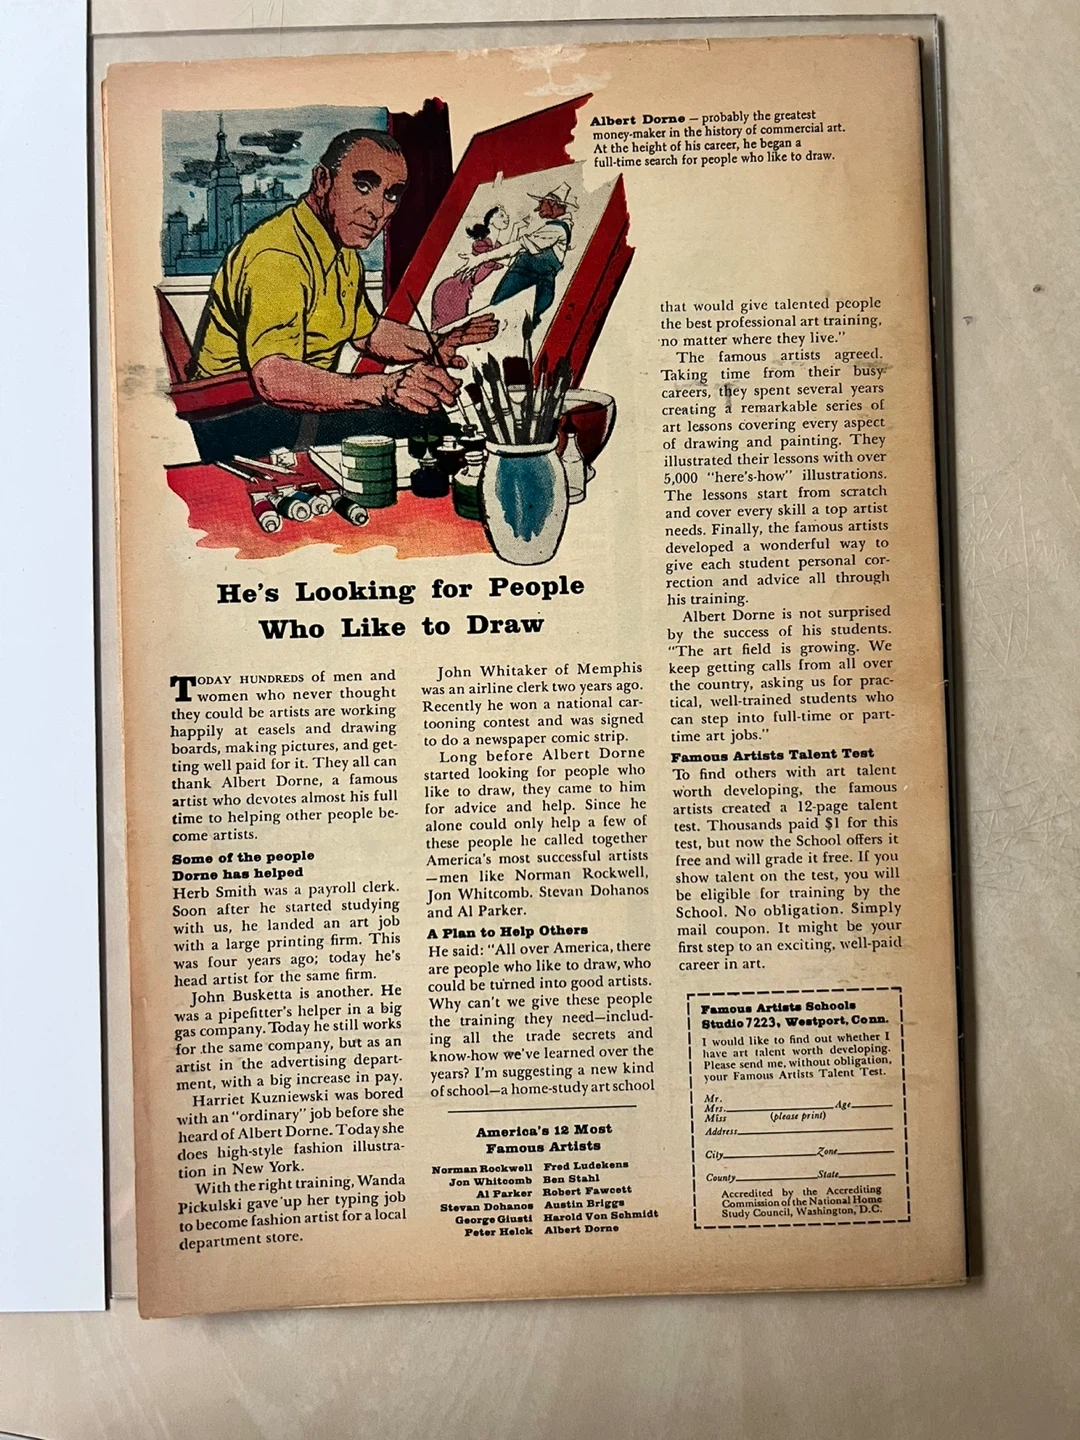 Albert Dorne — probably the greatest
money-maker in the history of commercial art.
At the height of his career, he began a
full-time search for people who like to draw.
He's Looking for People
Who Like to Draw
TODAY HUNDREDS of men and
women who never thought
they could be artists are working
happily at easels and drawing
boards, making pictures, and get-
ting well paid for it. They all can
thank Albert Dorne, a famous
artist who devotes almost his full
time to helping other people be-
come artists.
Some of the people
Dorne has helped
Herb Smith was a payroll clerk.
Soon after he started studying
with us, he landed an art job
with a large printing firm. This
was four years ago; today he's
head artist for the same firm.
John Busketta is another. He
was a pipefitter's helper in a big
gas company. Today he still works
for the same company, but as an
artist in the advertising depart-
ment, with a big increase in pay.
Harriet Kuzniewski was bored
with an "ordinary" job before she
heard of Albert Dorne. Today she
does high-style fashion illustra-
tion in New York.
With the right training, Wanda
Pickulski gave up her typing job
to become fashion artist for a local
department store.
John Whitaker of Memphis
was an airline clerk two years ago.
Recently he won a national car-
tooning contest and was signed
to do a newspaper comic strip.
Long before Albert Dorne
started looking for people who
like to draw, they came to him
for advice and help. Since he
alone could only help a few of
these people he called together
America's most successful artists
—men like Norman Rockwell,
Jon Whitcomb, Stevan Dohanos
and Al Parker.
A Plan to Help Others
He said: "All over America, there
are people who like to draw, who
could be turned into good artists.
Why can't we give these people
the training they need—includ-
ing all the trade secrets and
know-how we've learned over the
years? I'm suggesting a new kind
of school—a home-study art school
America's 12 Most
Famous Artists
Norman Rockwell Fred Ludekens
Jon Whitcomb Ben Stahl
Al Parker Robert Fawcett
Stevan Dohanos Austin Briggs
George Giusti Harold Von Schmidt
Peter Helck Albert Dorne
that would give talented people
the best professional art training,
no matter where they live."
The famous artists agreed.
Taking time from their busy
careers, they spent several years
creating a remarkable series of
art lessons covering every aspect
of drawing and painting. They
illustrated their lessons with over
5,000 "here's-how" illustrations.
The lessons start from scratch
and cover every skill a top artist
needs. Finally, the famous artists
developed a wonderful way to
give each student personal cor-
rection and advice all through
his training.
Albert Dorne is not surprised
by the success of his students.
"The art field is growing. We
keep getting calls from all over
the country, asking us for prac-
tical, well-trained students who
can step into full-time or part-
time art jobs."
Famous Artists Talent Test
To find others with art talent
worth developing, the famous
artists created a 12-page talent
test. Thousands paid $1 for this
test, but now the School offers it
free and will grade it free. If you
show talent on the test, you will
be eligible for training by the
School. No obligation. Simply
mail coupon. It might be your
first step to an exciting, well-paid
career in art.
Famous Artists Schools
Studio 7223, Westport, Conn.
I would like to find out whether I
have art talent worth developing.
Please send me, without obligation,
your Famous Artists Talent Test.
Mr.
Mrs. Age
Miss (please print)
Address
City Zone
County State
Accredited by the Accrediting
Commission of the National Home
Study Council, Washington, D.C.